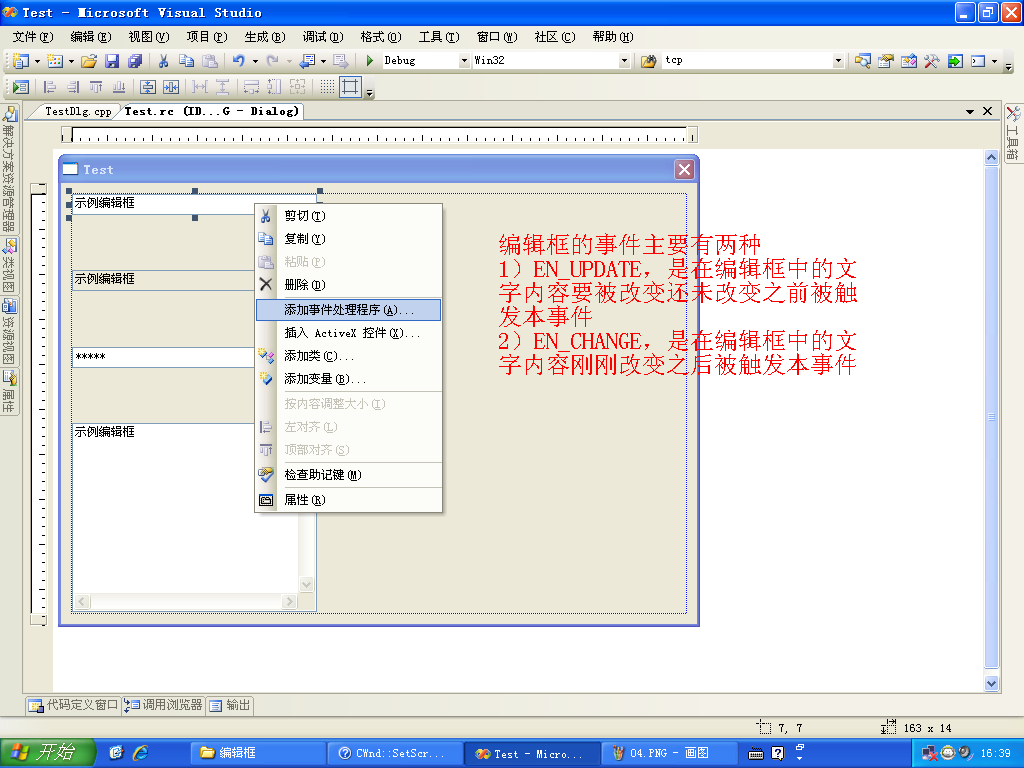 Test - Microsoft Visual Studio
文件(F) 编辑(E) 视图(V) 项目(P) 生成(B) 调试(D) 格式(O) 工具(T) 窗口(W) 社区(C) 帮助(H)
Debug Win32 tcp
TestDlg.cpp Test.rc (ID...G - Dialog)
解决方案资源管理器
类视图
资源视图
属性
工具箱
Test
示例编辑框
示例编辑框
*****
示例编辑框
剪切(T)
复制(Y)
粘贴(P)
删除(D)
添加事件处理程序(A)...
插入 ActiveX 控件(X)...
添加类(C)...
添加变量(B)...
按内容调整大小(I)
左对齐(L)
顶部对齐(S)
检查助记键(M)
属性(R)
编辑框的事件主要有两种
1）EN_UPDATE，是在编辑框中的文
字内容要被改变还未改变之前被触
发本事件
2）EN_CHANGE，是在编辑框中的文
字内容刚刚改变之后被触发本事件
代码定义窗口 调用浏览器 输出
7, 7 163 x 14
开始 编辑框 CWnd::SetScr... Test - Micro... 04.PNG - 画图 16:39